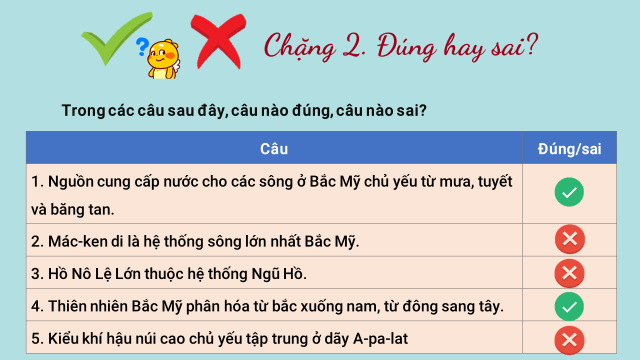 Chặng 2. Đúng hay sai?
Trong các câu sau đây, câu nào đúng, câu nào sai?
Câu
Đúng/sai
1. Nguồn cung cấp nước cho các sông ở Bắc Mỹ chủ yếu từ mưa, tuyết
và băng tan.
2. Mác-ken di là hệ thống sông lớn nhất Bắc Mỹ.
3. Hồ Nô Lệ Lớn thuộc hệ thống Ngũ Hồ.
4. Thiên nhiên Bắc Mỹ phân hóa từ bắc xuống nam, từ đông sang tây.
5. Kiểu khí hậu núi cao chủ yếu tập trung ở dãy A-pa-lat